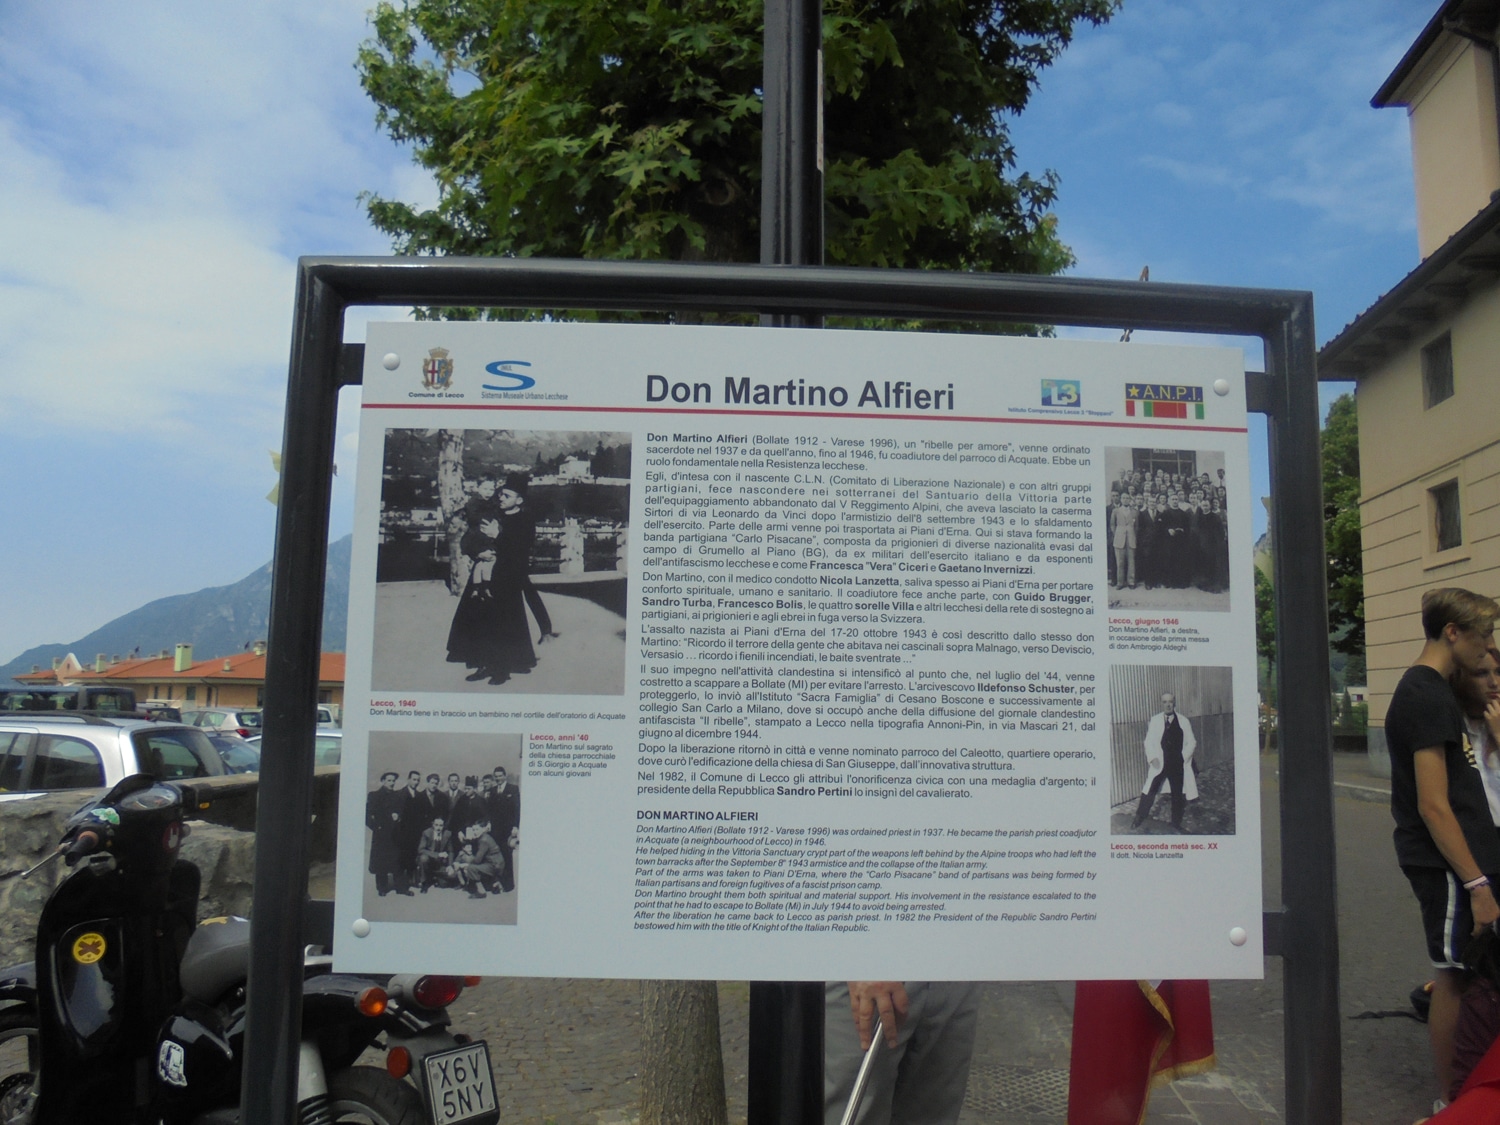 Comune di Lecco
S
Sistema Museale Urbano Lecchese
Don Martino Alfieri
L3
Istituto Comprensivo Lecco 3 "Stoppani"
A.N.P.I.
Don Martino Alfieri (Bollate 1912 - Varese 1996), un "ribelle per amore", venne ordinato
sacerdote nel 1937 e da quell'anno, fino al 1946, fu coadiutore del parroco di Acquate. Ebbe un
ruolo fondamentale nella Resistenza lecchese.
Egli, d'intesa con il nascente C.L.N. (Comitato di Liberazione Nazionale) e con altri gruppi
partigiani, fece nascondere nei sotterranei del Santuario della Vittoria parte
dell'equipaggiamento abbandonato dal V Reggimento Alpini, che aveva lasciato la caserma
Sirtori di via Leonardo da Vinci dopo l'armistizio dell'8 settembre 1943 e lo sfaldamento
dell'esercito. Parte delle armi venne poi trasportata ai Piani d'Erna. Qui si stava formando la
banda partigiana "Carlo Pisacane", composta da prigionieri di diverse nazionalità evasi dal
campo di Grumello al Piano (BG), da ex militari dell'esercito italiano e da esponenti
dell'antifascismo lecchese e come Francesca "Vera" Ciceri e Gaetano Invernizzi.
Don Martino, con il medico condotto Nicola Lanzetta, saliva spesso ai Piani d'Erna per portare
conforto spirituale, umano e sanitario. Il coadiutore fece anche parte, con Guido Brugger,
Sandro Turba, Francesco Bolis, le quattro sorelle Villa e altri lecchesi della rete di sostegno ai
partigiani, ai prigionieri e agli ebrei in fuga verso la Svizzera.
L'assalto nazista ai Piani d'Erna del 17-20 ottobre 1943 è così descritto dallo stesso don
Martino: "Ricordo il terrore della gente che abitava nei cascinali sopra Malnago, verso Deviscio,
Versasio ... ricordo i fienili incendiati, le baite sventrate ..."
Il suo impegno nell'attività clandestina si intensificò al punto che, nel luglio del '44, venne
costretto a scappare a Bollate (MI) per evitare l'arresto. L'arcivescovo Ildefonso Schuster, per
proteggerlo, lo inviò all'Istituto "Sacra Famiglia" di Cesano Boscone e successivamente al
collegio San Carlo a Milano, dove si occupò anche della diffusione del giornale clandestino
antifascista "Il ribelle", stampato a Lecco nella tipografia Annoni-Pin, in via Mascari 21, dal
giugno al dicembre 1944.
Dopo la liberazione ritornò in città e venne nominato parroco del Caleotto, quartiere operario,
dove curò l'edificazione della chiesa di San Giuseppe, dall'innovativa struttura.
Nel 1982, il Comune di Lecco gli attribuì l'onorificenza civica con una medaglia d'argento; il
presidente della Repubblica Sandro Pertini lo insignì del cavalierato.
DON MARTINO ALFIERI
Don Martino Alfieri (Bollate 1912 - Varese 1996) was ordained priest in 1937. He became the parish priest coadjutor
in Acquate (a neighbourhood of Lecco) in 1946.
He helped hiding in the Vittoria Sanctuary crypt part of the weapons left behind by the Alpine troops who had left the
town barracks after the September 8th 1943 armistice and the collapse of the Italian army.
Part of the arms was taken to Piani D'Erna, where the "Carlo Pisacane" band of partisans was being formed by
Italian partisans and foreign fugitives of a fascist prison camp.
Don Martino brought them both spiritual and material support. His involvement in the resistance escalated to the
point that he had to escape to Bollate (Mi) in July 1944 to avoid being arrested.
After the liberation he came back to Lecco as parish priest. In 1982 the President of the Republic Sandro Pertini
bestowed him with the title of Knight of the Italian Republic.
Lecco, 1940
Don Martino tiene in braccio un bambino nel cortile dell'oratorio di Acquate
Lecco, anni '40
Don Martino sul sagrato
della chiesa parrocchiale
di S.Giorgio a Acquate
con alcuni giovani
Lecco, giugno 1946
Don Martino Alfieri, a destra,
in occasione della prima messa
di don Ambrogio Aldeghi
Lecco, seconda metà sec. XX
Il dott. Nicola Lanzetta
X6V
5NY